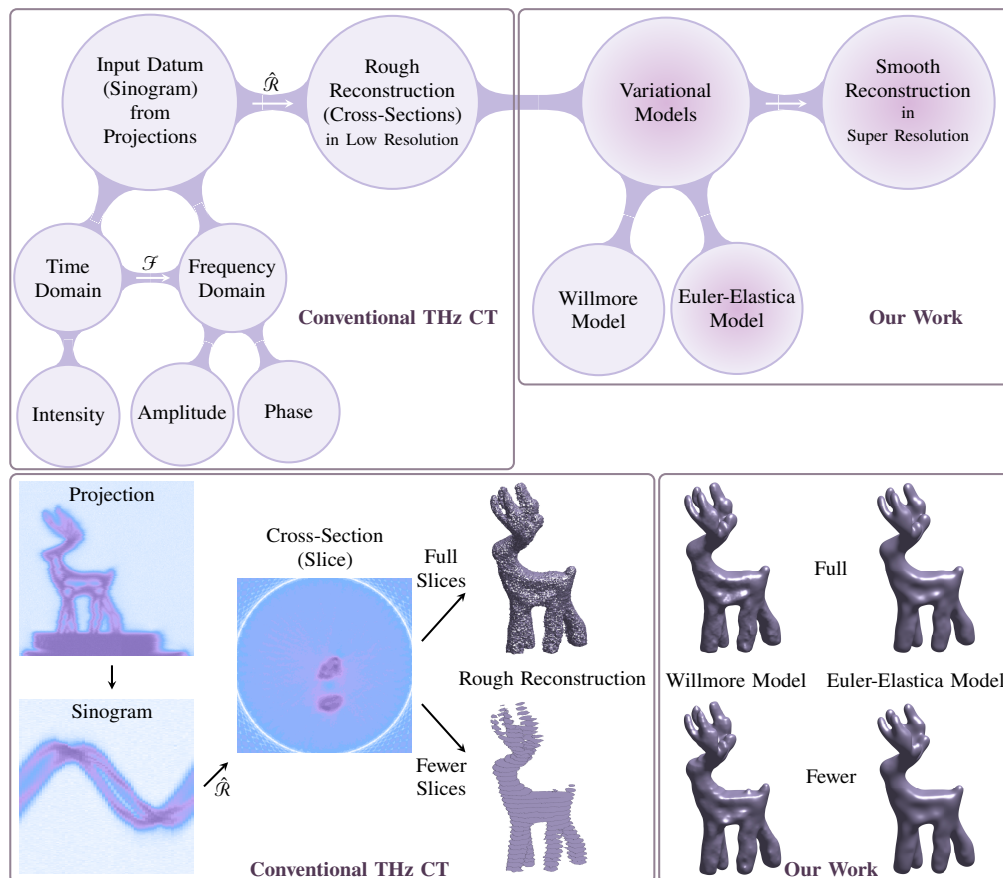 Input Datum
(Sinogram)
from
Projections
ℛ̂
Rough
Reconstruction
(Cross-Sections)
in Low Resolution
Time
Domain
ℱ
Frequency
Domain
Conventional THz CT
Intensity
Amplitude
Phase
Variational
Models
Smooth
Reconstruction
in
Super Resolution
Willmore
Model
Euler-Elastica
Model
Our Work
Projection
Sinogram
ℛ̂
Cross-Section
(Slice)
Full
Slices
Rough Reconstruction
Fewer
Slices
Conventional THz CT
Full
Willmore Model
Euler-Elastica Model
Fewer
Our Work